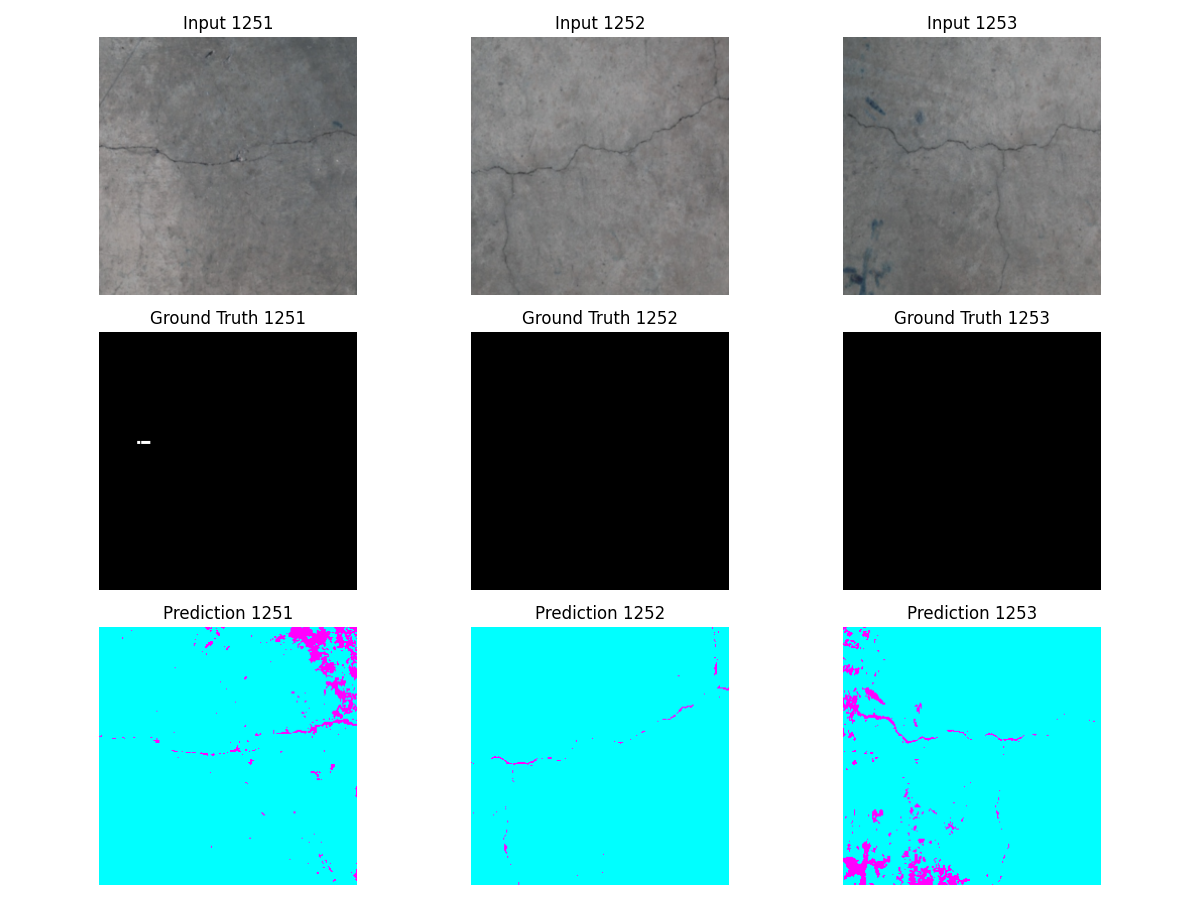 Input 1251
Input 1252
Input 1253
Ground Truth 1251
Ground Truth 1252
Ground Truth 1253
Prediction 1251
Prediction 1252
Prediction 1253